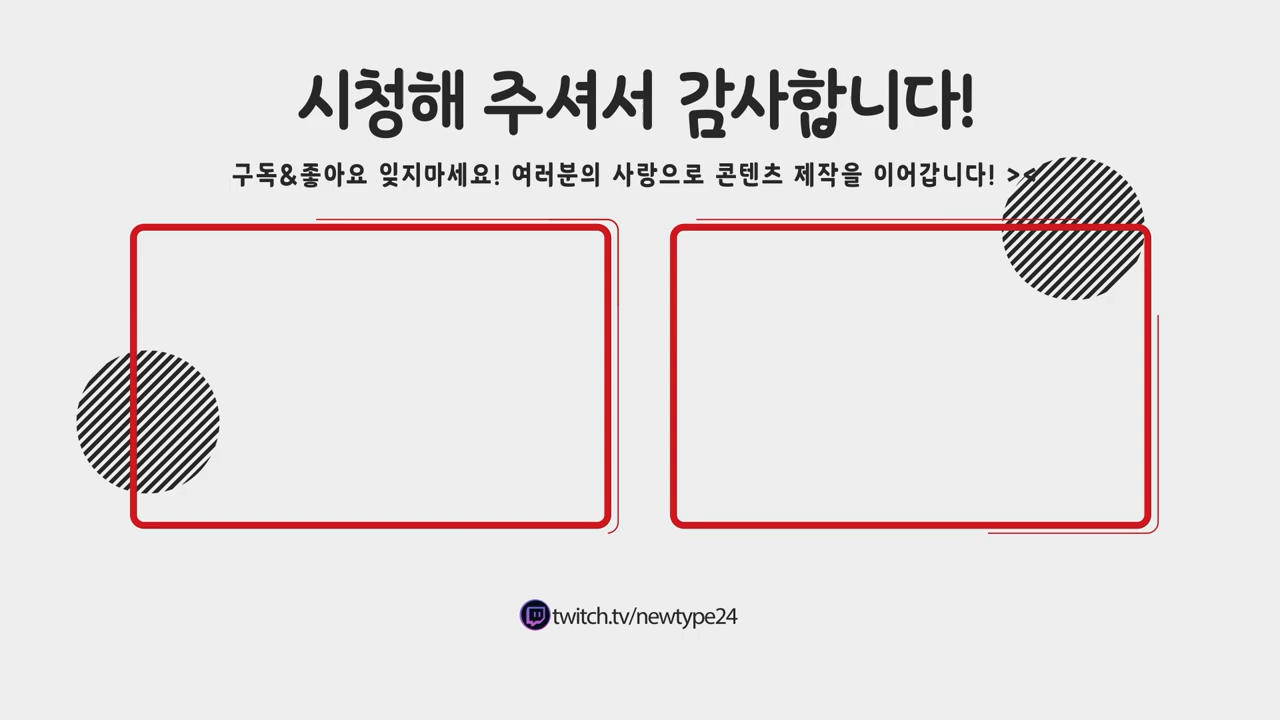 시청해 주셔서 감사합니다!
구독&좋아요 잊지마세요! 여러분의 사랑으로 콘텐츠 제작을 이어갑니다! ><
twitch.tv/newtype24